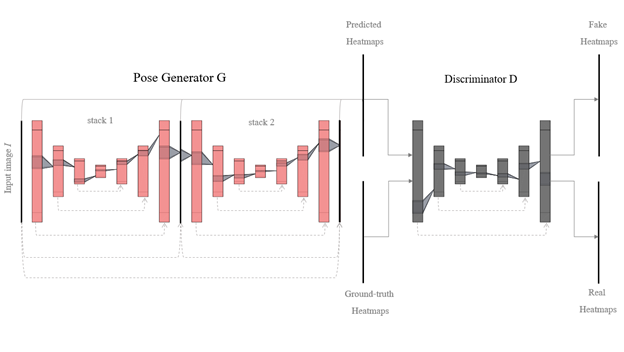 Predicted
Heatmaps
Fake
Heatmaps
Pose Generator G
Discriminator D
stack 1
stack 2
Input image I
Ground-truth
Heatmaps
Real
Heatmaps